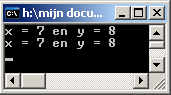 h:\mijn docu...
x = 7 en y = 8
x = 7 en y = 8